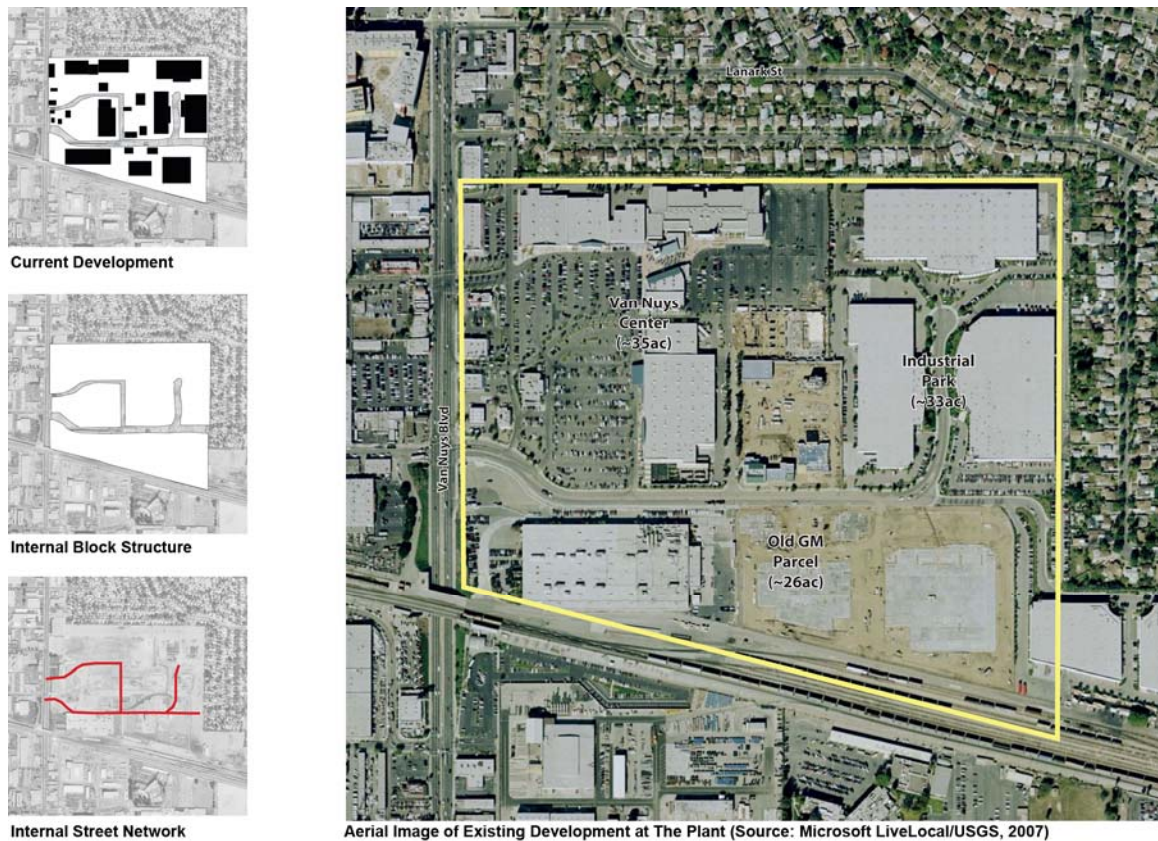 Current Development
Internal Block Structure
Internal Street Network
Lanark St
Van Nuys
Center
(~35ac)
Industrial
Park
(~33ac)
Van Nuys Blvd
Old GM
Parcel
(~26ac)
Aerial Image of Existing Development at The Plant (Source: Microsoft LiveLocal/USGS, 2007)